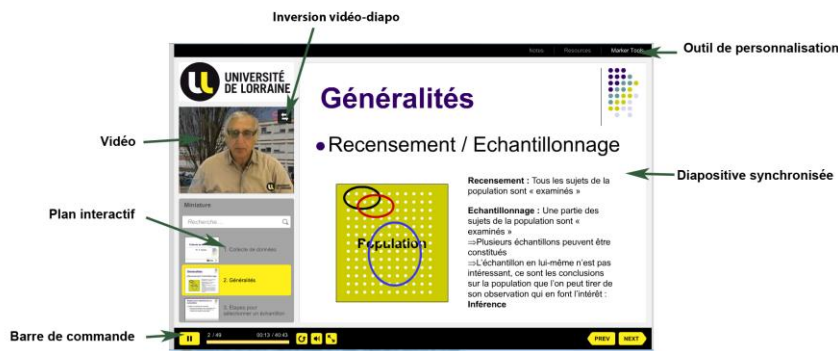 Inversion vidéo-diapo
Outil de personnalisation
Vidéo
Diapositive synchronisée
Plan interactif
Barre de commande
Notes
Resources
Marker Tools
UNIVERSITÉ
DE LORRAINE
Miniature
Recherche...
1. Collecte de données
2. Généralités
3. Etapes pour
sélectionner un échantillon
2 / 49
00:13 / 40:43
PREV
NEXT
Généralités
Recensement / Echantillonnage
Population
Recensement : Tous les sujets de la
population sont « examinés »
Echantillonnage : Une partie des
sujets de la population sont «
examinés »
⇒Plusieurs échantillons peuvent être
constitués
⇒L'échantillon en lui-même n'est pas
intéressant, ce sont les conclusions
sur la population que l'on peut tirer de
son observation qui en font l'intérêt :
Inférence